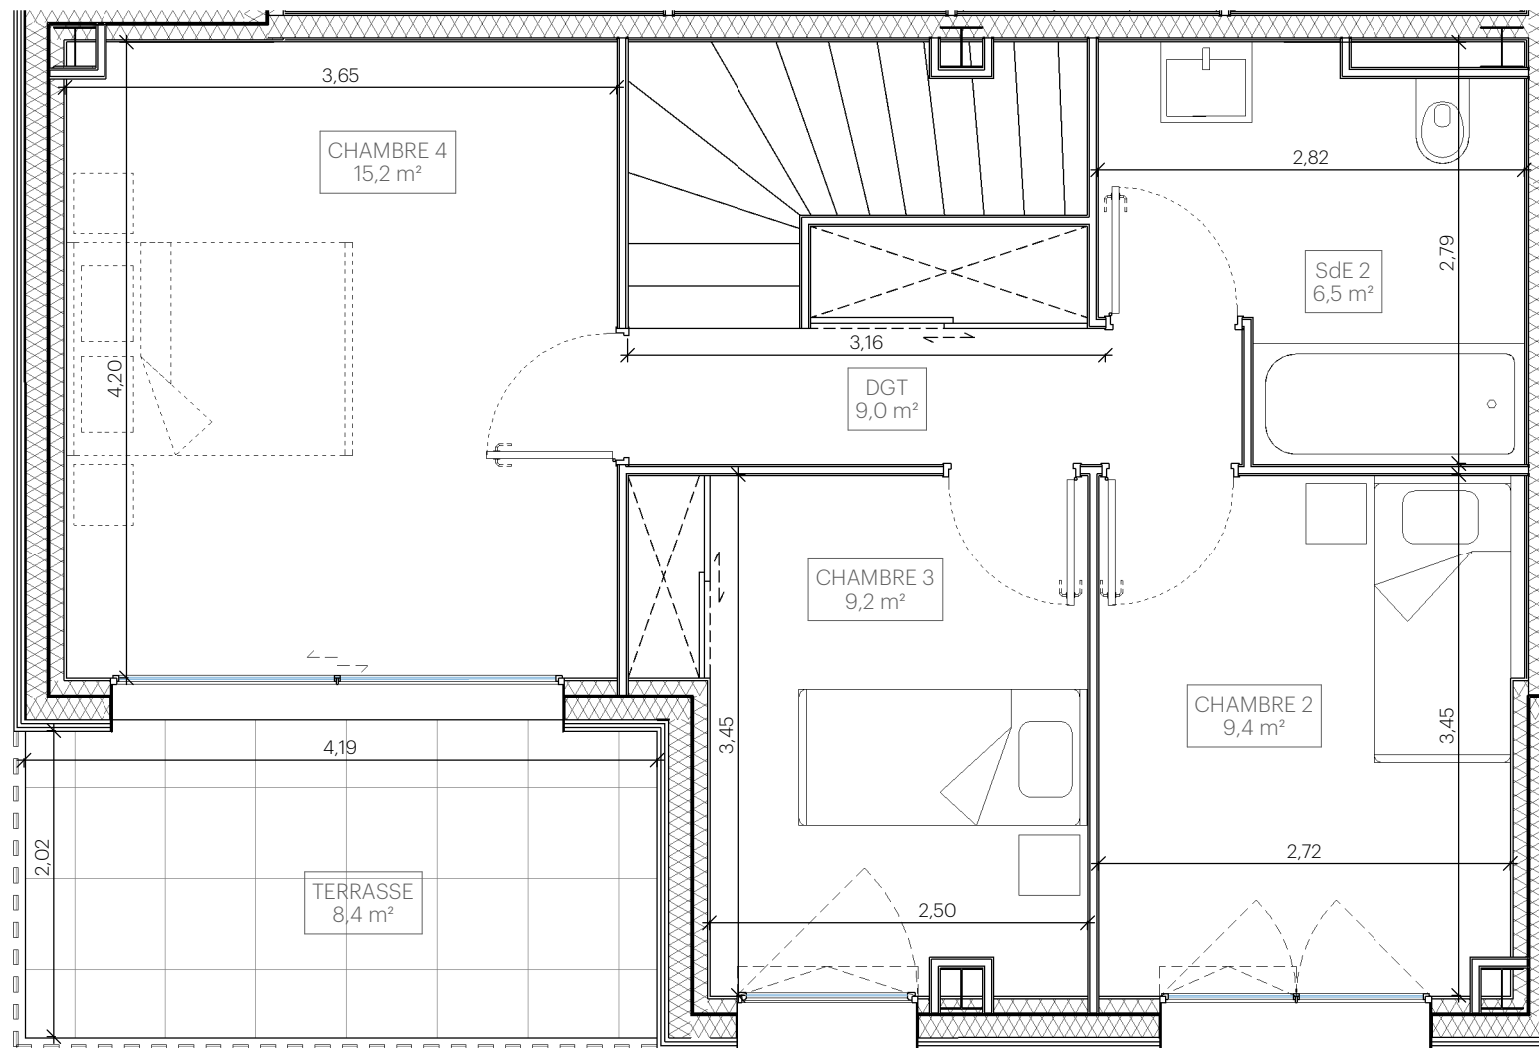 3,65
CHAMBRE 4
15,2 m²
2,82
2,79
SdE 2
6,5 m²
3,16
4,20
DGT
9,0 m²
CHAMBRE 3
9,2 m²
CHAMBRE 2
9,4 m²
3,45
3,45
4,19
2,02
2,72
TERRASSE
8,4 m²
2,50